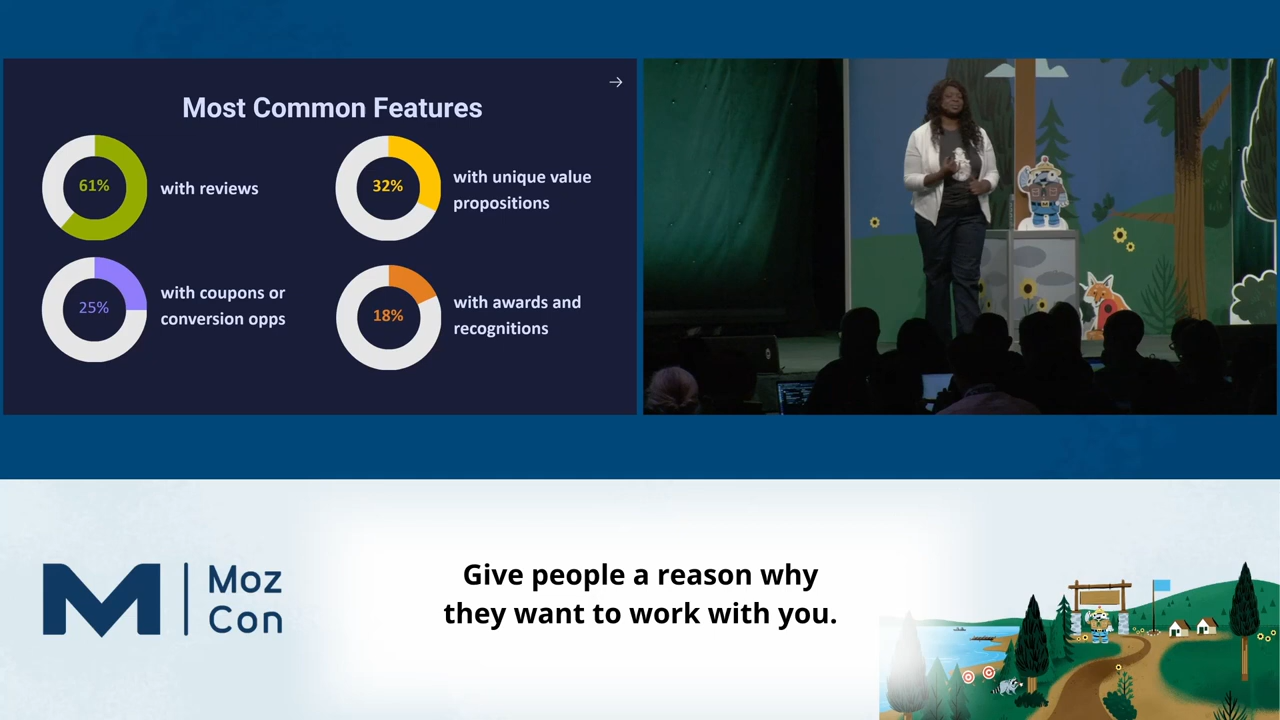 →
Most Common Features
61%
with reviews
32%
with unique value
propositions
25%
with coupons or
conversion opps
18%
with awards and
recognitions
M | Moz
Con
Give people a reason why
they want to work with you.